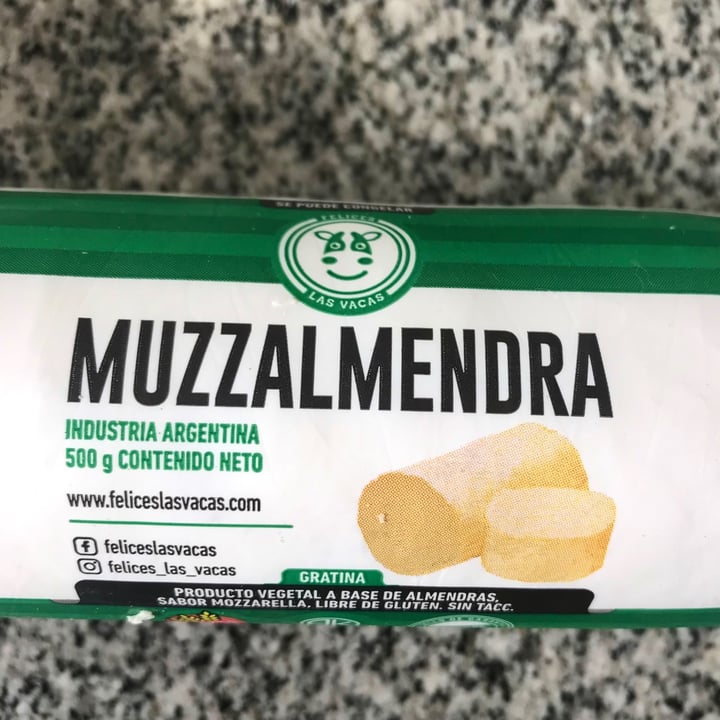 SE PUEDE CONGELAR
FELICES
LAS VACAS
MUZZALMENDRA
INDUSTRIA ARGENTINA
500 g CONTENIDO NETO
www.feliceslasvacas.com
feliceslasvacas
felices_las_vacas
GRATINA
PRODUCTO VEGETAL A BASE DE ALMENDRAS,
SABOR MOZZARELLA. LIBRE DE GLUTEN. SIN TACC.